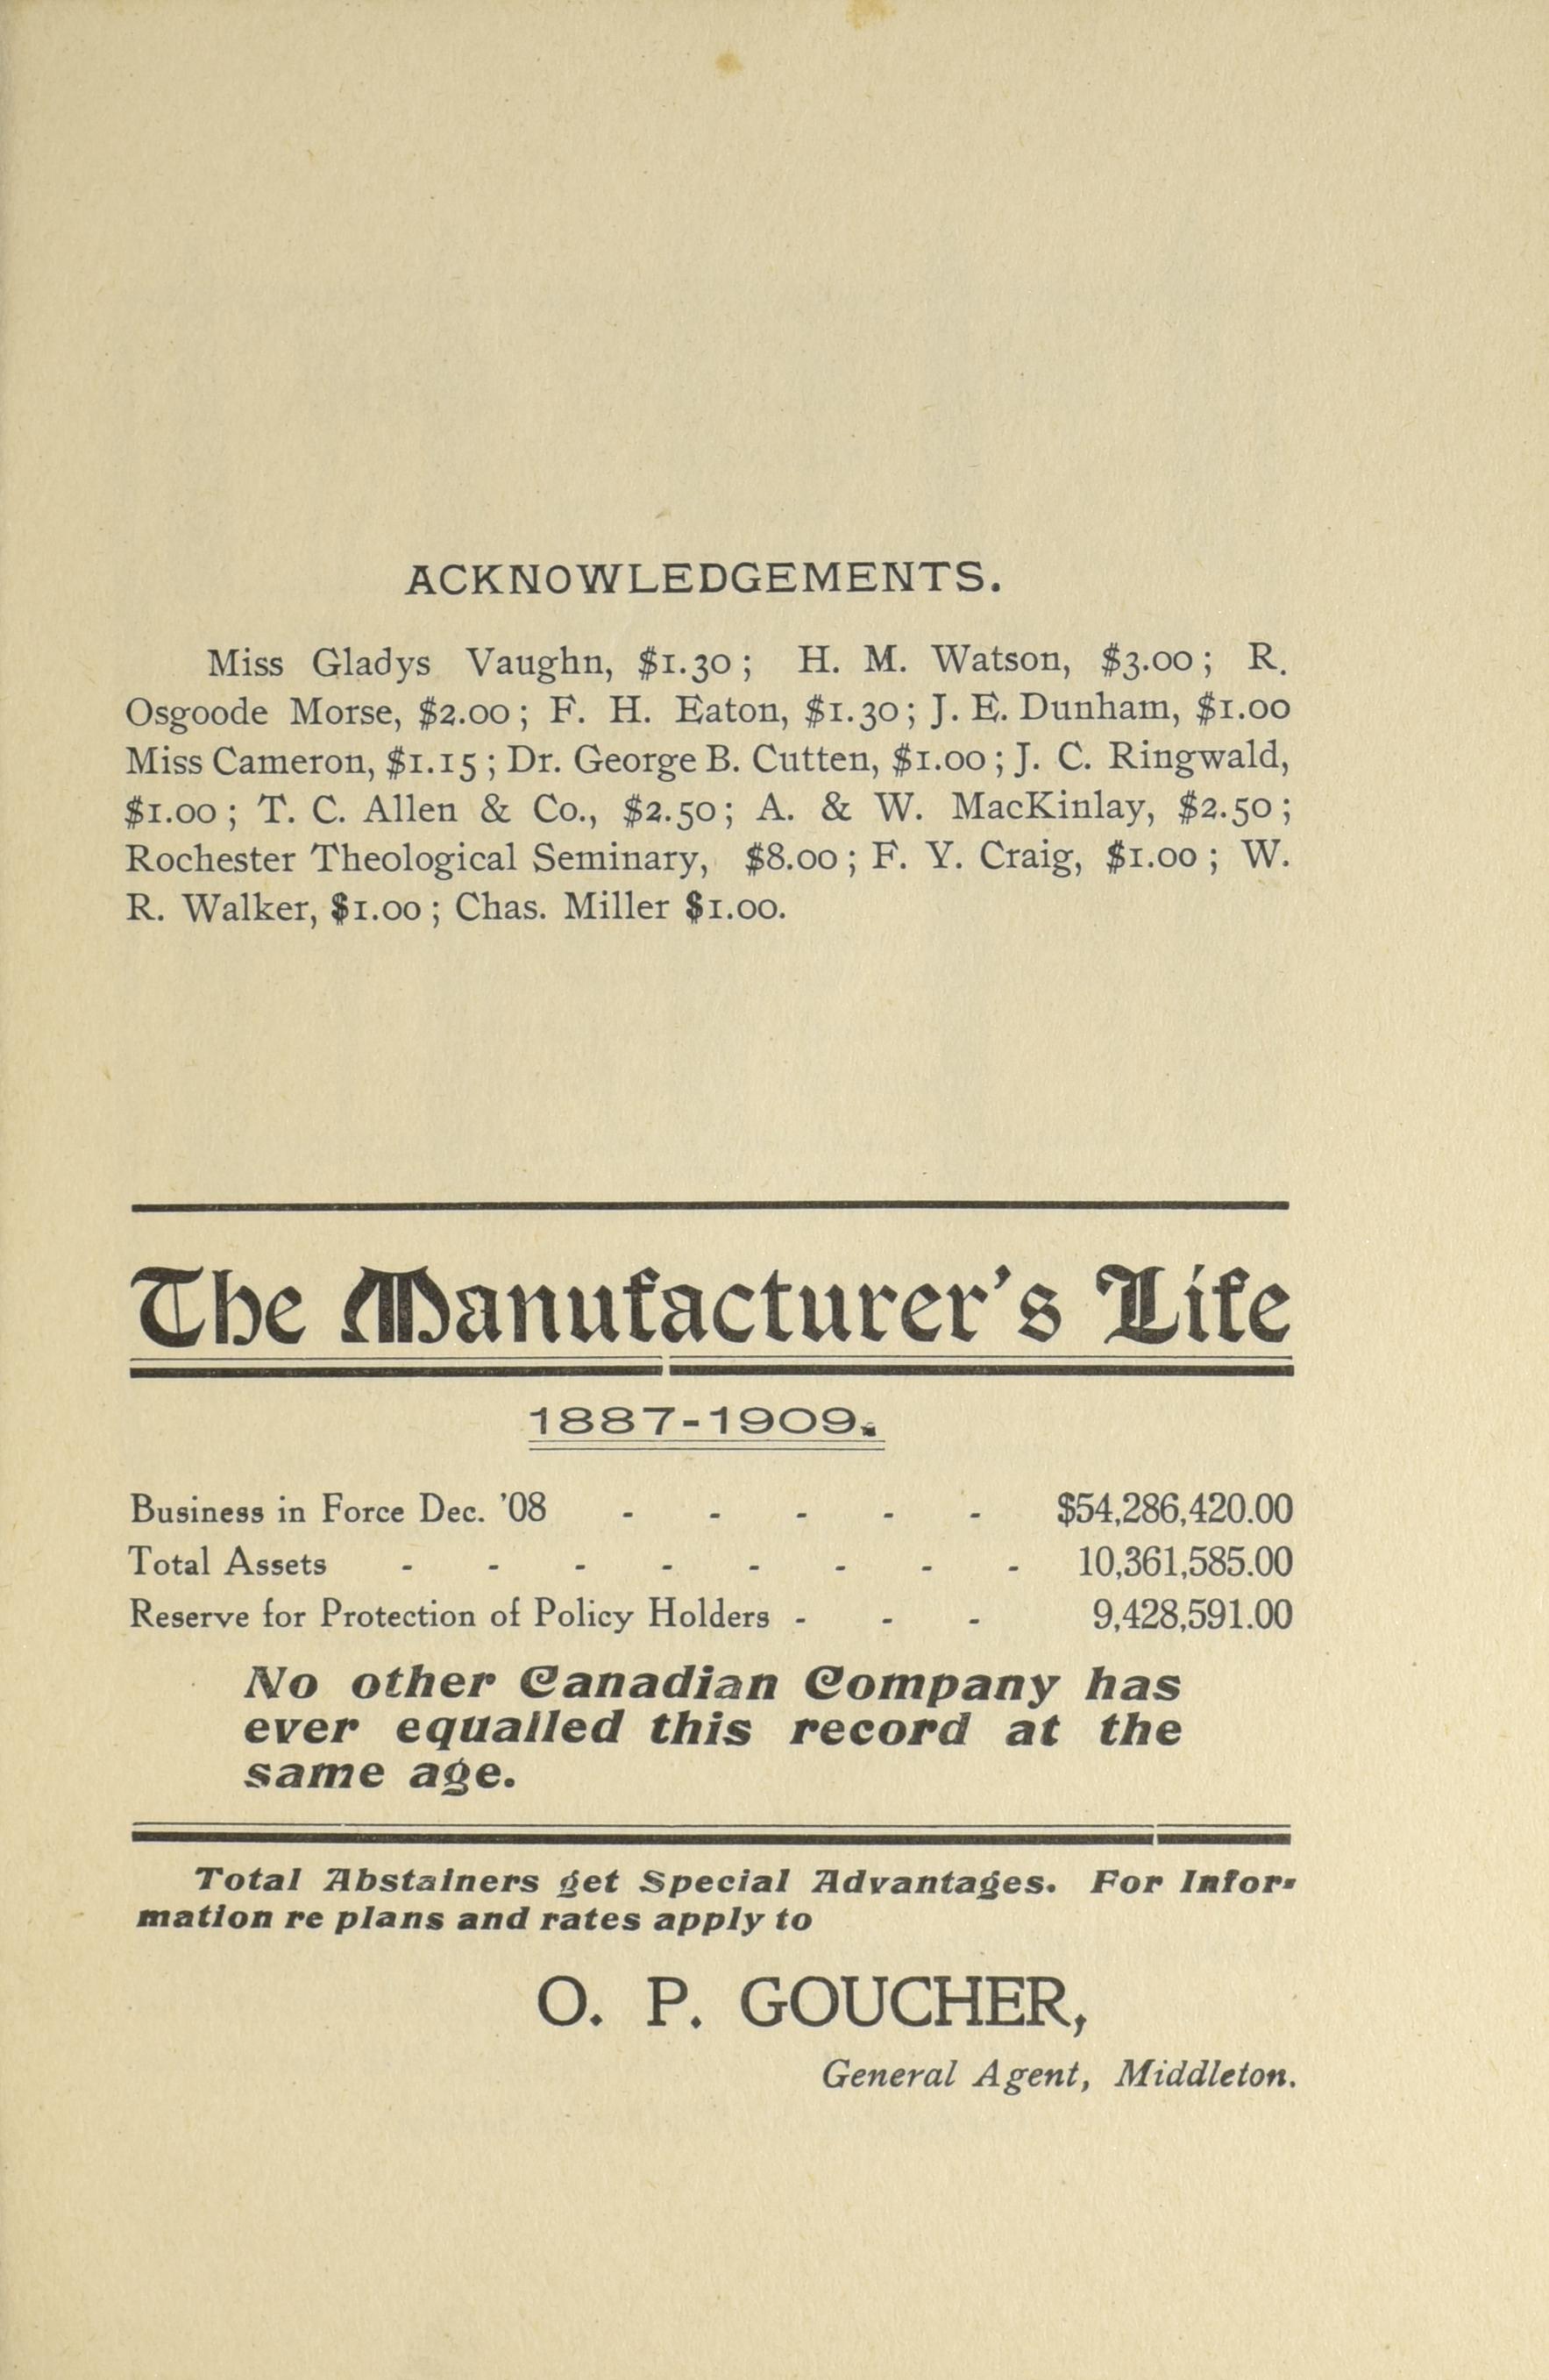 ACKNOWLEDGEMENTS.
Miss Gladys Vaughn, $1.30; H. M. Watson, $3.00; R.
Osgoode Morse, $2.00; F. H. Eaton, $1.30; J. E. Dunham, $1.00
Miss Cameron, $1.15; Dr. George B. Cutten, $1.00; J. C. Ringwald,
$1.00; T. C. Allen & Co., $2.50; A. & W. MacKinlay, $2.50;
Rochester Theological Seminary, $8.00; F. Y. Craig, $1.00; W.
R. Walker, $1.00; Chas. Miller $1.00.
The Manufacturer's Life
1887-1909.
Business in Force Dec. '08 - - - - - $54,286,420.00
Total Assets - - - - - - - - 10,361,585.00
Reserve for Protection of Policy Holders - - - 9,428,591.00
No other Canadian Company has
ever equalled this record at the
same age.
Total Abstainers get Special Advantages. For Infor-
mation re plans and rates apply to
O. P. GOUCHER,
General Agent, Middleton.